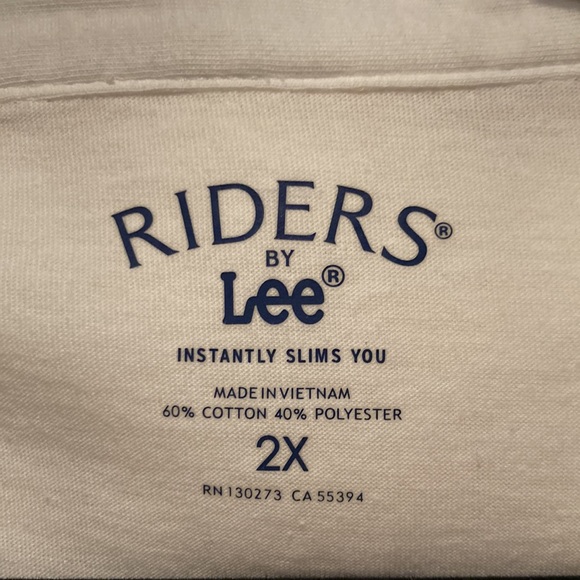 RIDERS®
BY
Lee®
INSTANTLY SLIMS YOU
MADE IN VIETNAM
60% COTTON 40% POLYESTER
2X
RN 130273 CA 55394